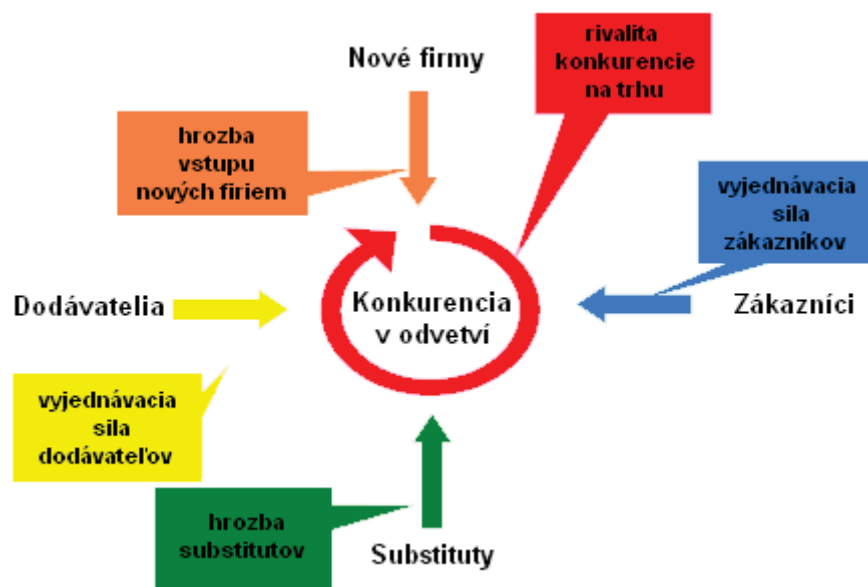 Nové firmy
rivalita
konkurencie
na trhu
hrozba
vstupu
nových firiem
vyjednávacia
sila
zákazníkov
Dodávatelia
Konkurencia
v odvetví
Zákazníci
vyjednávacia
sila
dodávateľov
hrozba
substitutov
Substituty